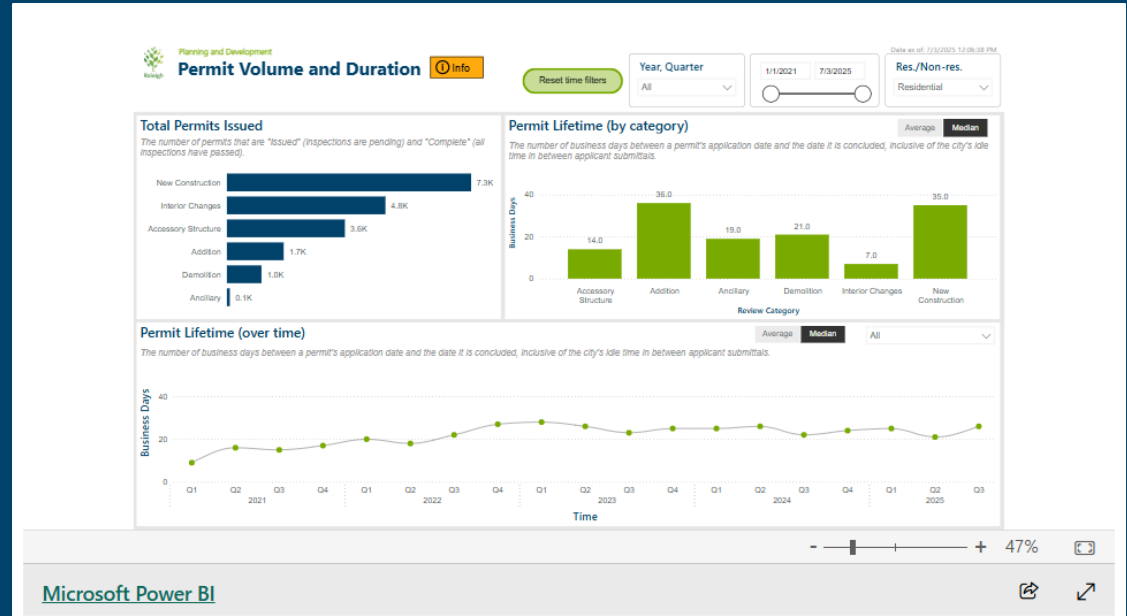 Data as of: 7/3/2025 12:06:38 PM
Raleigh
Planning and Development
Permit Volume and Duration
Info
Reset time filters
Year, Quarter
All
1/1/2021
7/3/2025
Res./Non-res.
Residential
Total Permits Issued
The number of permits that are "Issued" (inspections are pending) and "Complete" (all
inspections have passed).
New Construction 7.3K
Interior Changes 4.8K
Accessory Structure 3.6K
Addition 1.7K
Demolition 1.0K
Ancillary 0.1K
Permit Lifetime (by category)
Average Median
The number of business days between a permit's application date and the date it is concluded, inclusive of the city's idle
time in between applicant submittals.
Business Days
40
20
0
14.0 36.0 19.0 21.0 7.0 35.0
Accessory Structure
Addition
Ancillary
Demolition
Interior Changes
New Construction
Review Category
Permit Lifetime (over time)
Average Median
All
The number of business days between a permit's application date and the date it is concluded, inclusive of the city's idle time in between applicant submittals.
Business Days
40
20
0
Q1 Q2 Q3 Q4 Q1 Q2 Q3 Q4 Q1 Q2 Q3 Q4 Q1 Q2 Q3 Q4 Q1 Q2 Q3
2021 2022 2023 2024 2025
Time
- + 47%
Microsoft Power BI